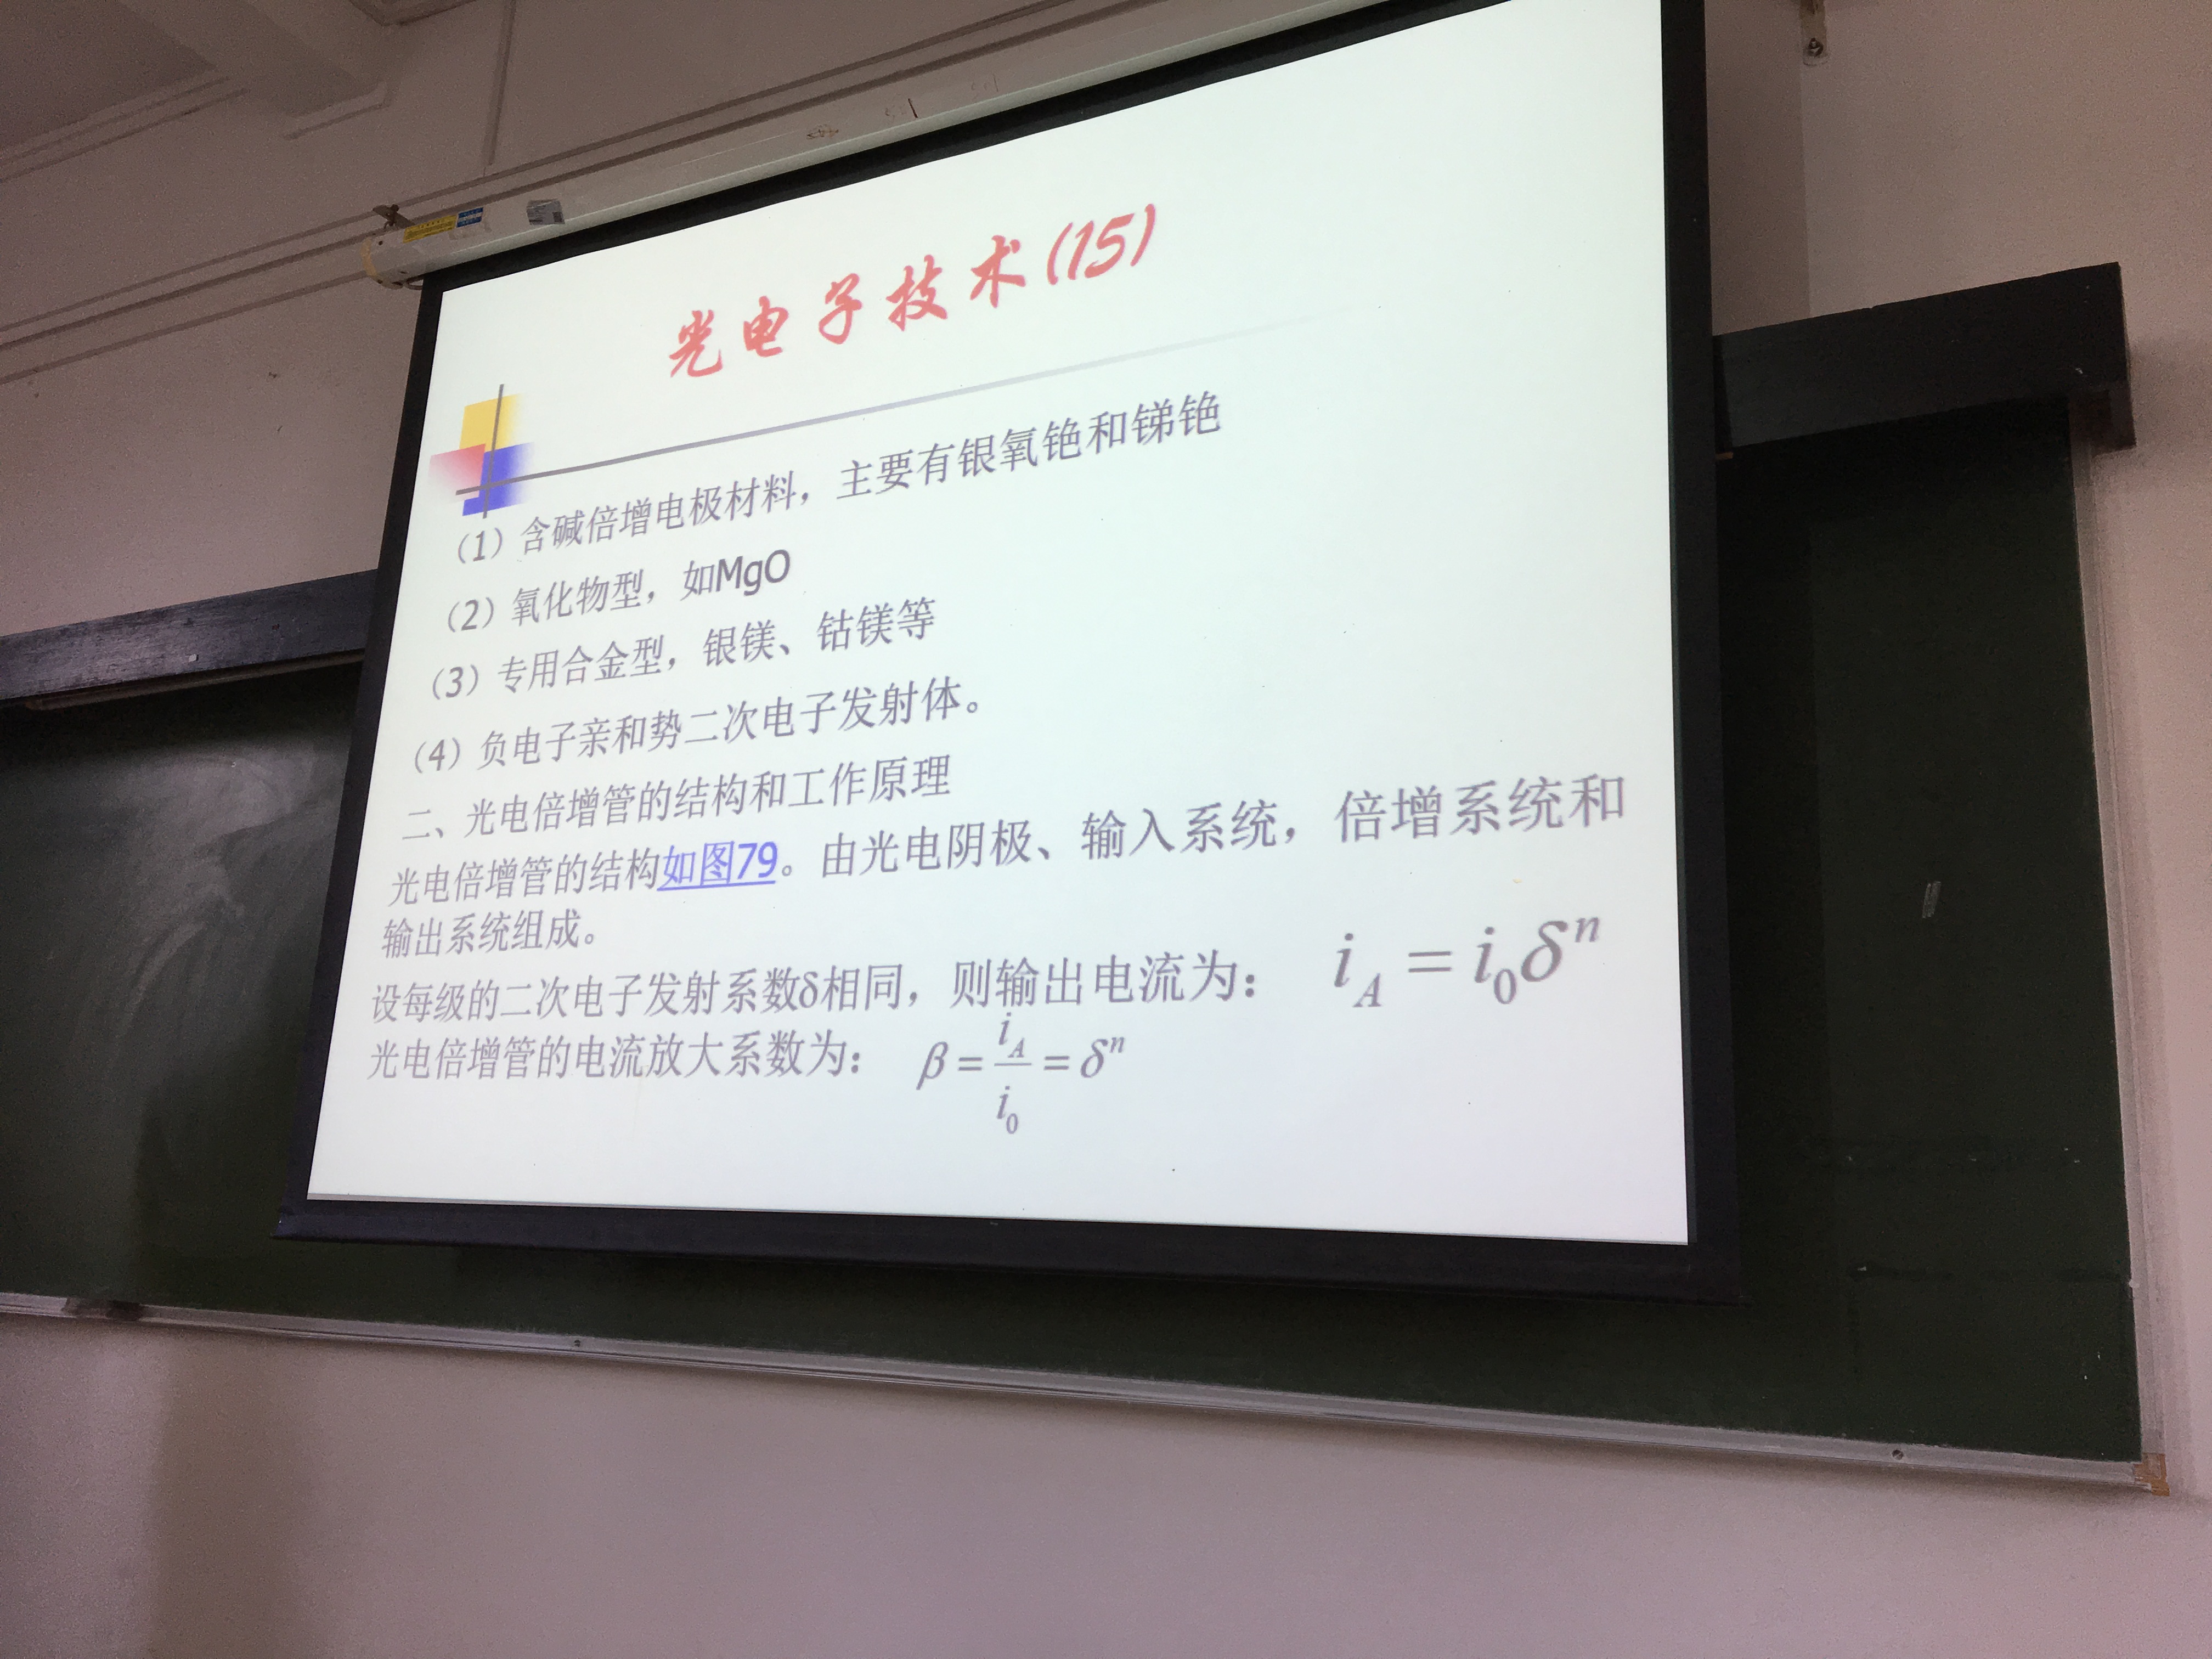 光电子技术(15)
（1）含碱倍增电极材料，主要有银氧铯和锑铯
（2）氧化物型，如MgO
（3）专用合金型，银镁、钴镁等
（4）负电子亲和势二次电子发射体。
二、光电倍增管的结构和工作原理
光电倍增管的结构如图79。由光电阴极、输入系统，倍增系统和
输出系统组成。
设每级的二次电子发射系数δ相同，则输出电流为： i_A = i_0 δ^n
光电倍增管的电流放大系数为： β = i_A / i_0 = δ^n